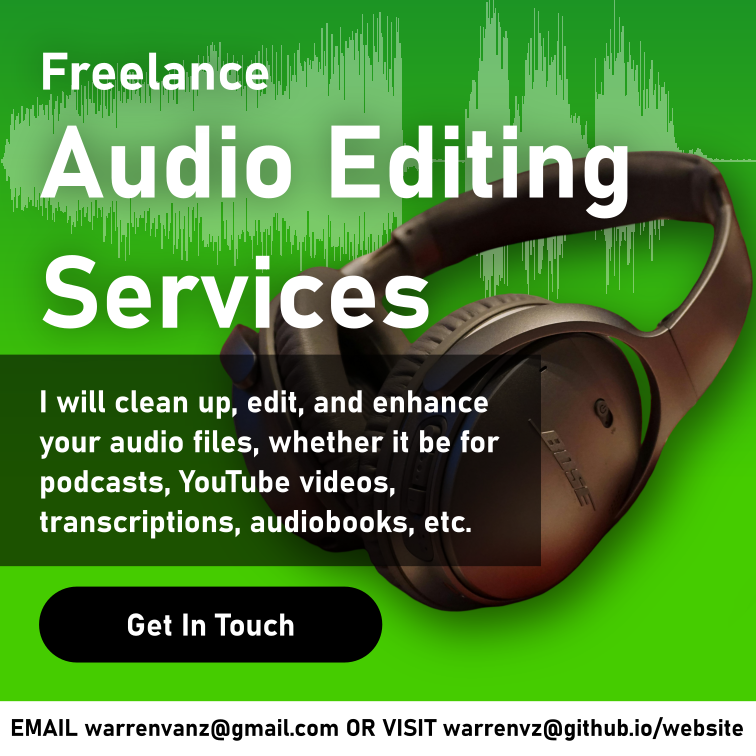 Freelance
Audio Editing
Services
I will clean up, edit, and enhance
your audio files, whether it be for
podcasts, YouTube videos,
transcriptions, audiobooks, etc.
BOSE
Get In Touch
EMAIL warrenvanz@gmail.com OR VISIT warrenvz@github.io/website